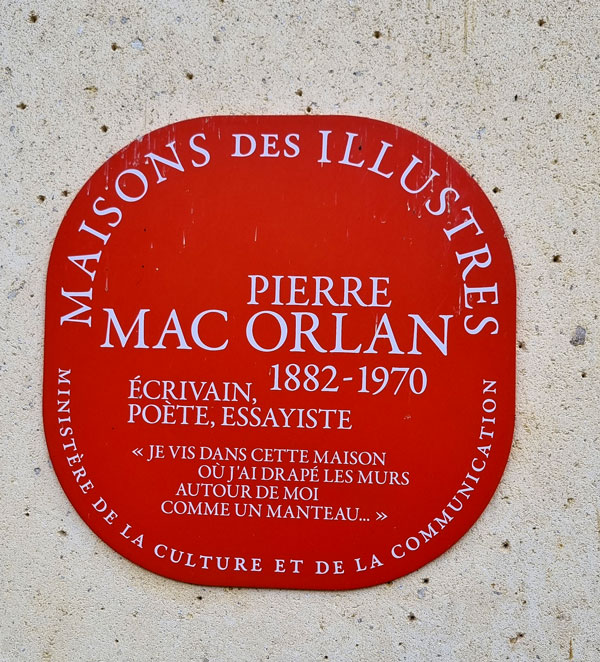 MAISONS DES ILLUSTRES
PIERRE
MAC ORLAN
1882-1970
ÉCRIVAIN,
POÈTE, ESSAYISTE
« JE VIS DANS CETTE MAISON
OÙ J'AI DRAPÉ LES MURS
AUTOUR DE MOI
COMME UN MANTEAU... »
MINISTÈRE DE LA CULTURE ET DE LA COMMUNICATION